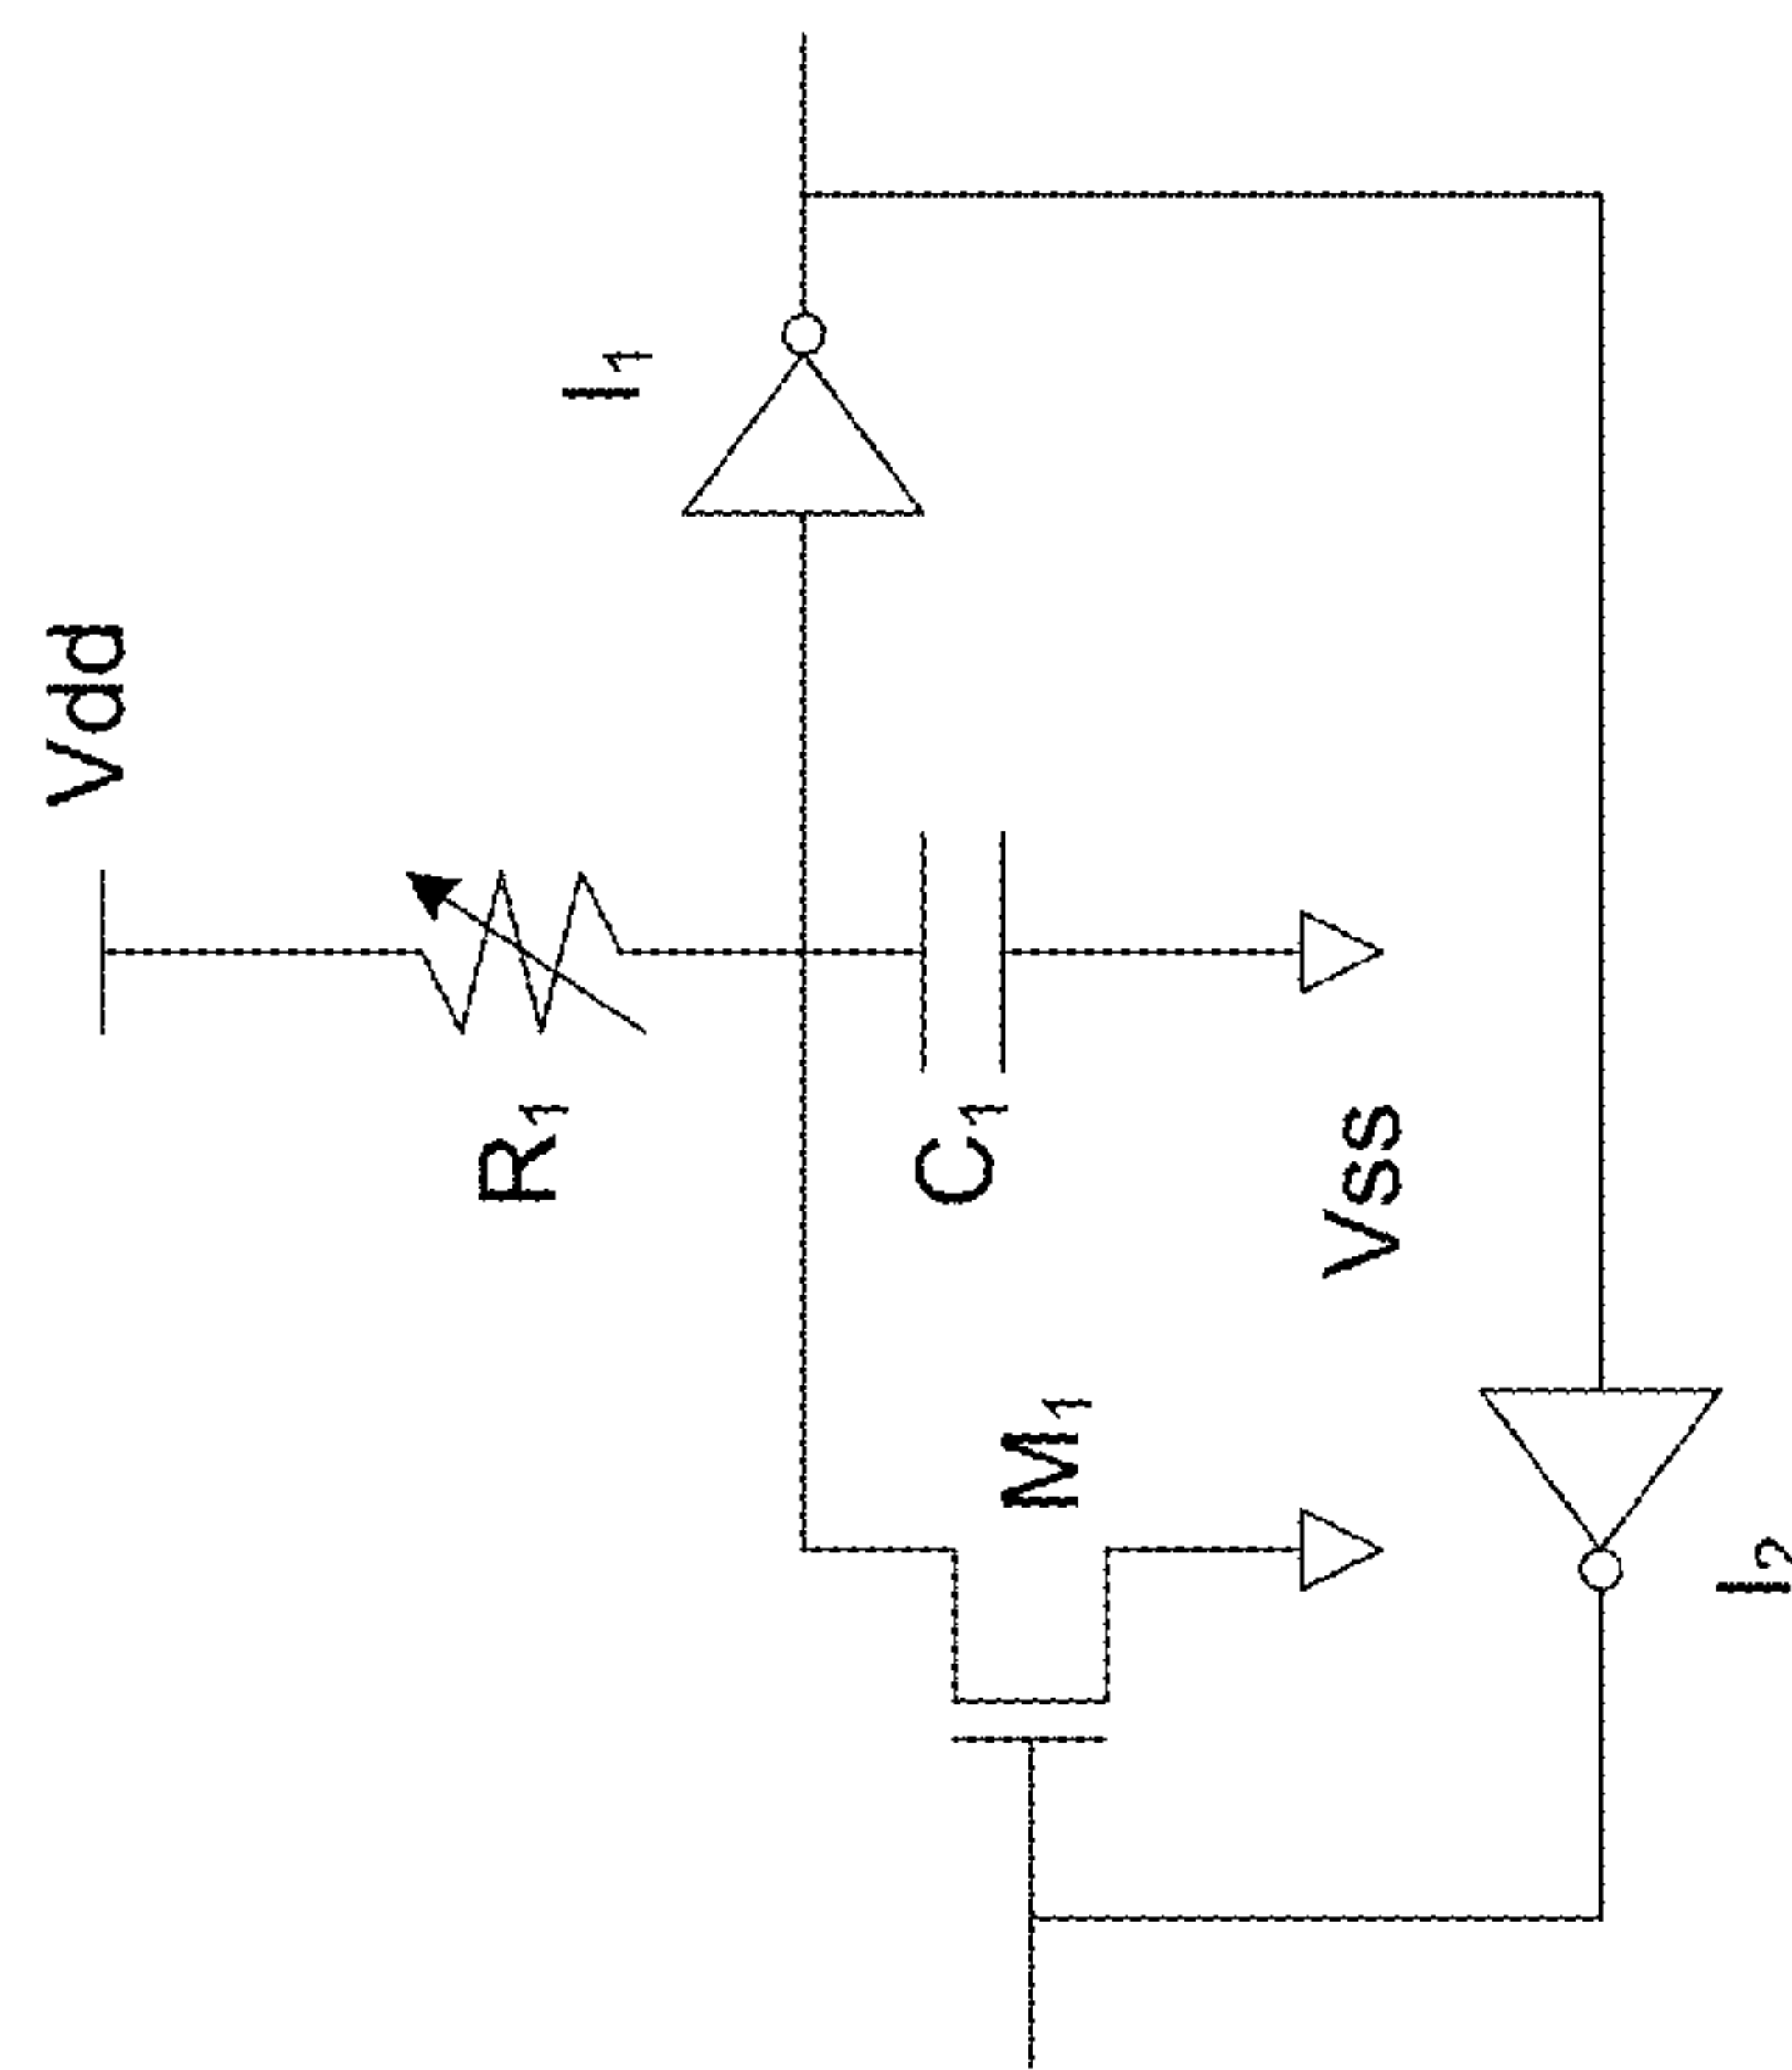 Vdd
R₁
I₁
C₁
M₁
Vss
I₂